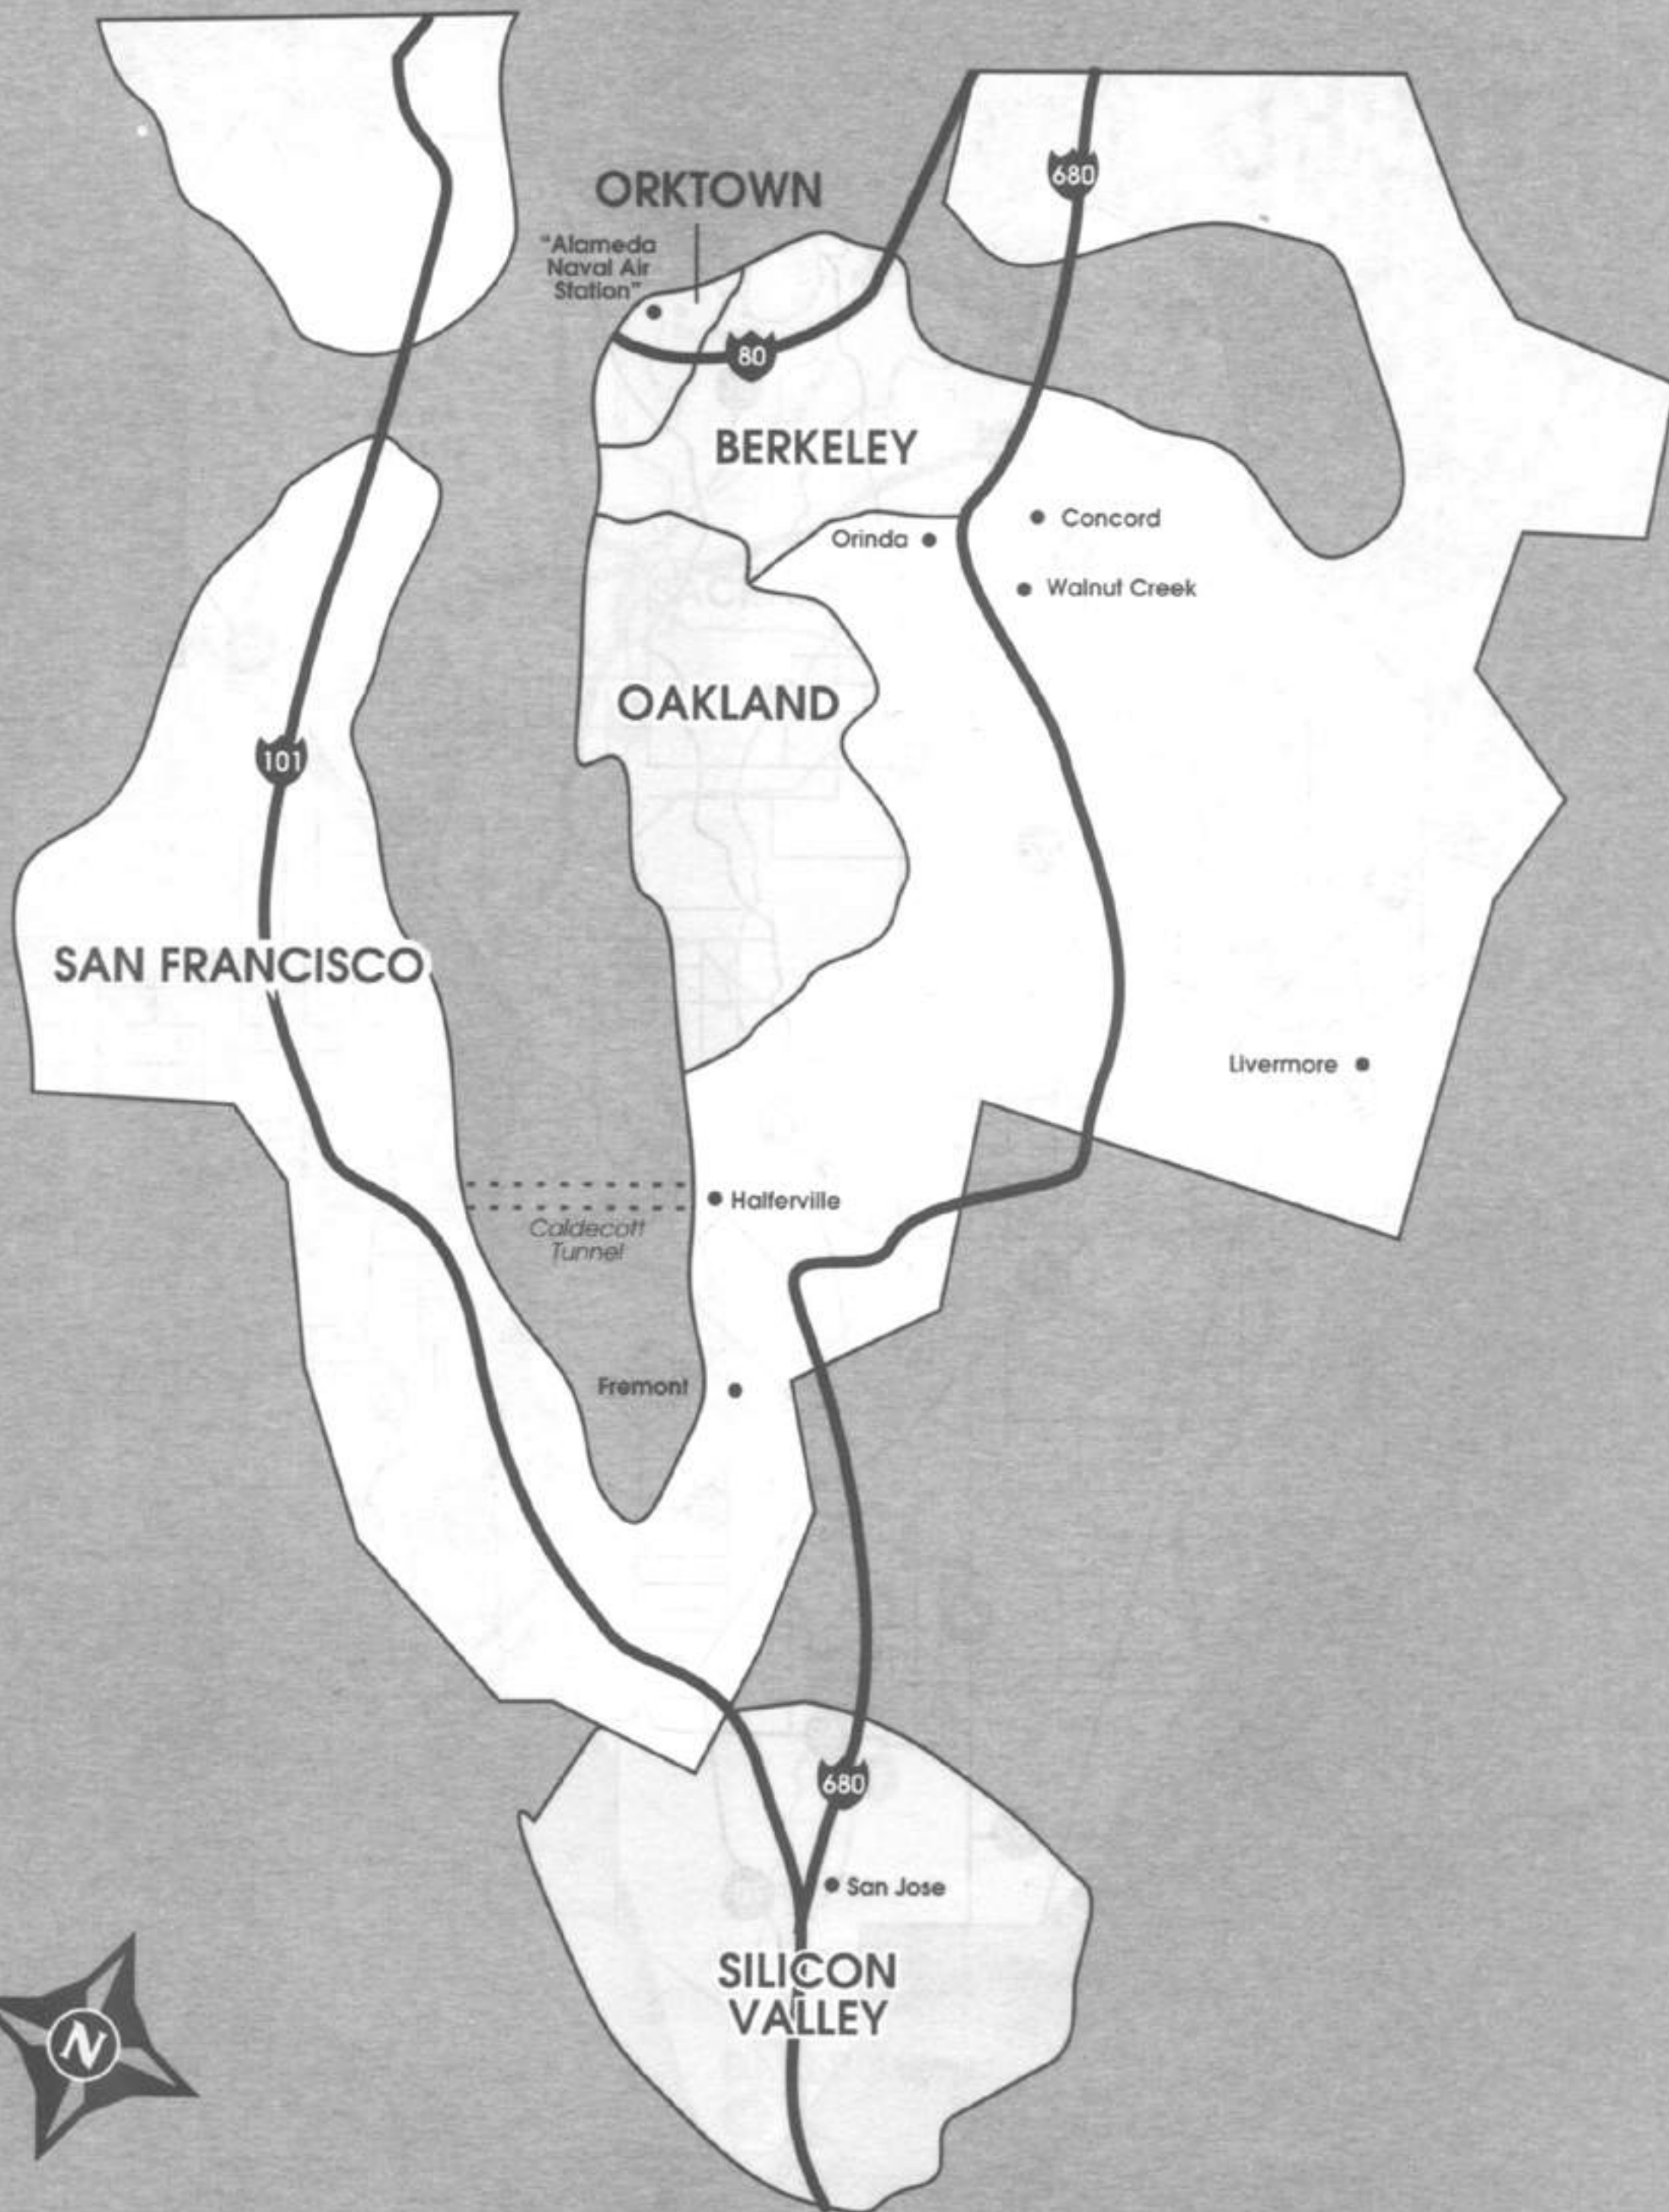 680
ORKTOWN
"Alameda
Naval Air
Station"
80
BERKELEY
Concord
Orinda
Walnut Creek
OAKLAND
101
SAN FRANCISCO
Livermore
Halferville
Caldecott
Tunnel
Fremont
680
San Jose
SILICON
VALLEY
N